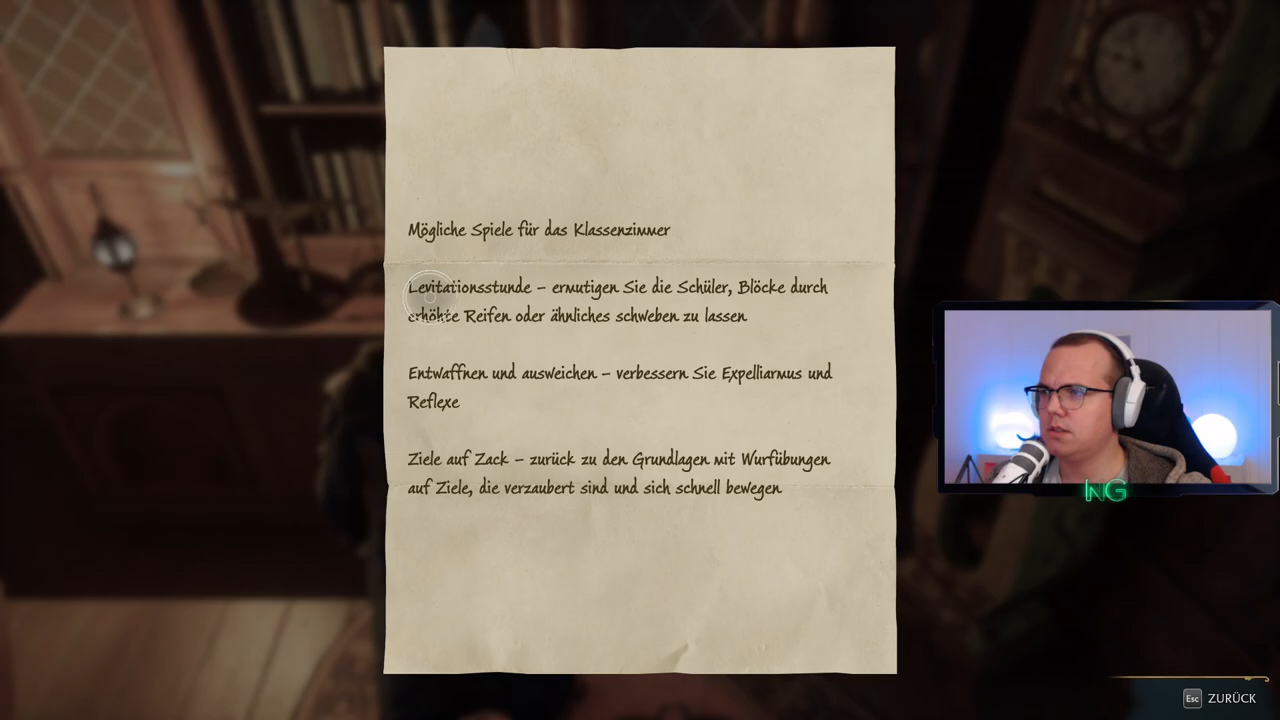 Mögliche Spiele für das Klassenzimmer
Levitationsstunde – ermutigen Sie die Schüler, Blöcke durch
erhöhte Reifen oder ähnliches schweben zu lassen
Entwaffnen und ausweichen – verbessern Sie Expelliarmus und
Reflexe
Ziele auf Zack – zurück zu den Grundlagen mit Wurfübungen
auf Ziele, die verzaubert sind und sich schnell bewegen
NG
Esc ZURÜCK